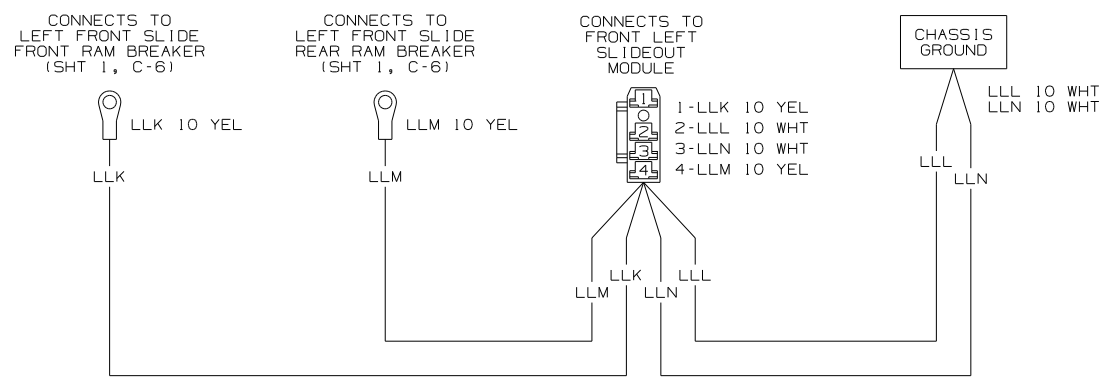 CONNECTS TO
LEFT FRONT SLIDE
FRONT RAM BREAKER
(SHT 1, C-6)
LLK 10 YEL
LLK
CONNECTS TO
LEFT FRONT SLIDE
REAR RAM BREAKER
(SHT 1, C-6)
LLM 10 YEL
LLM
CONNECTS TO
FRONT LEFT
SLIDEOUT
MODULE
1
2
3
4
1-LLK 10 YEL
2-LLL 10 WHT
3-LLN 10 WHT
4-LLM 10 YEL
CHASSIS
GROUND
LLL 10 WHT
LLN 10 WHT
LLL
LLN
LLM
LLK
LLN
LLL